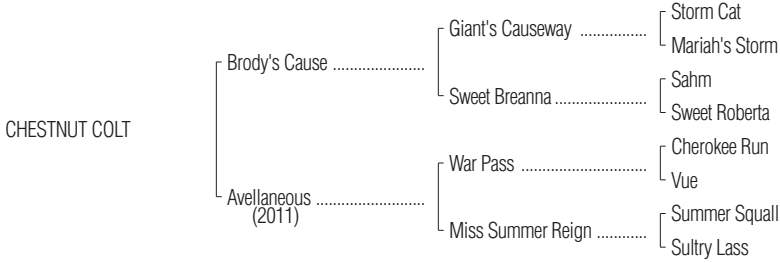 Storm Cat
Giant's Causeway ................
Mariah's Storm
Brody's Cause ......................
Sahm
Sweet Breanna ......................
Sweet Roberta
CHESTNUT COLT
Cherokee Run
War Pass ..............................
Vue
Avellaneous ..........................
(2011)
Summer Squall
Miss Summer Reign ............
Sultry Lass